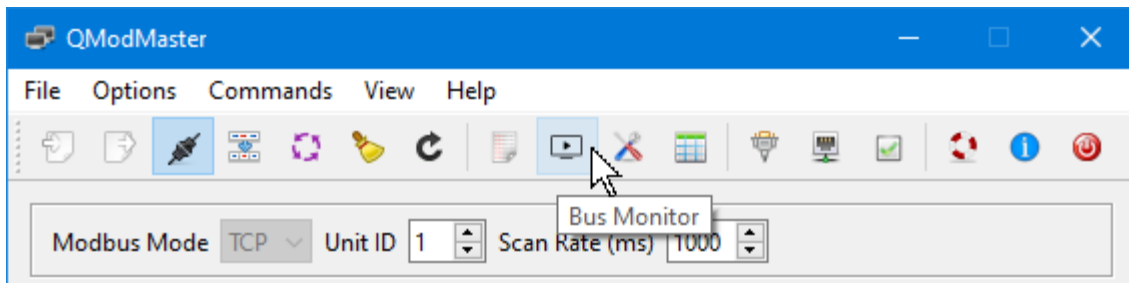 QModMaster
File Options Commands View Help
Bus Monitor
Modbus Mode TCP Unit ID 1 Scan Rate (ms) 1000